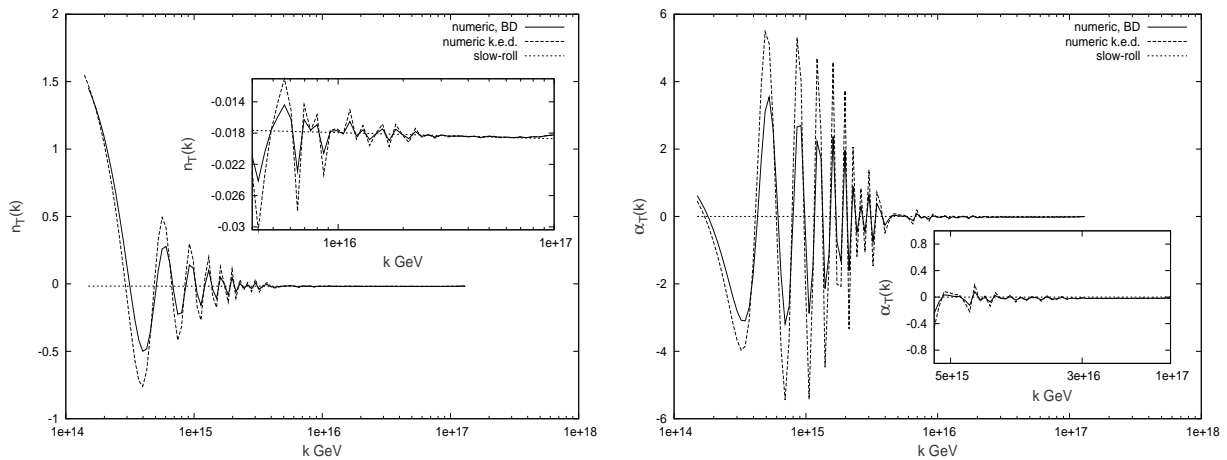 2
1.5
1
0.5
0
-0.5
-1
1e+14
1e+15
1e+16
1e+17
1e+18
n_T(k)
k GeV
numeric, BD
numeric k.e.d.
slow-roll
-0.014
-0.018
-0.022
-0.026
-0.03
1e+16
1e+17
n_T(k)
k GeV
6
4
2
0
-2
-4
-6
1e+14
1e+15
1e+16
1e+17
1e+18
α_T(k)
k GeV
numeric, BD
numeric k.e.d.
slow-roll
0.8
0.4
0
-0.4
-0.8
5e+15
3e+16
1e+17
α_T(k)
k GeV